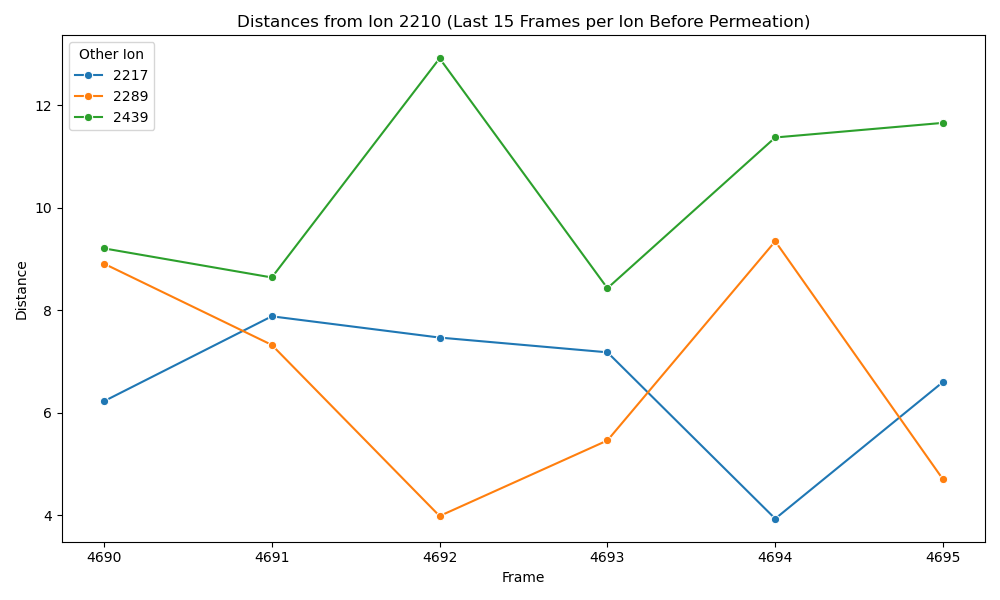 Distances from Ion 2210 (Last 15 Frames per Ion Before Permeation)
Other Ion
2217
2289
2439
12
10
8
6
4
Distance
4690 4691 4692 4693 4694 4695
Frame